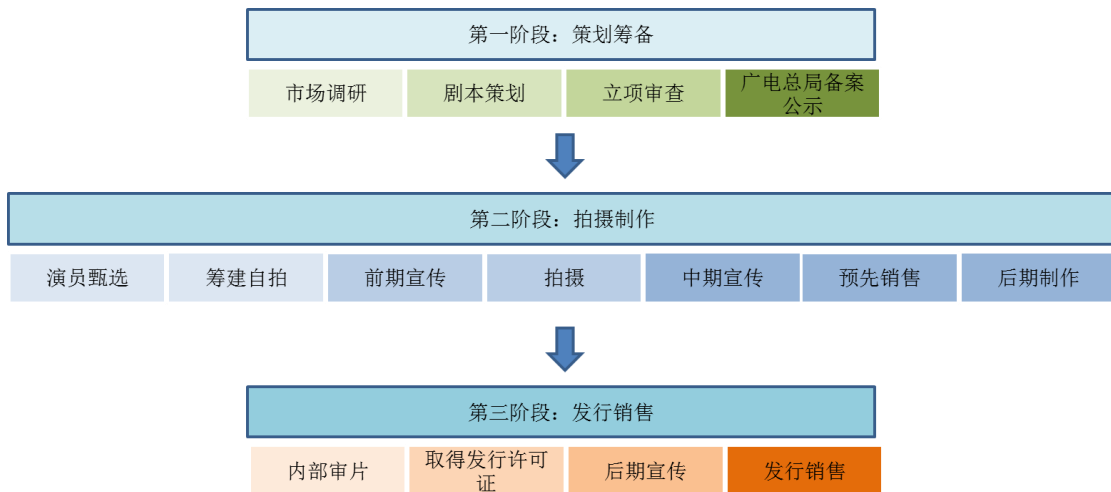 第一阶段：策划筹备
市场调研
剧本策划
立项审查
广电总局备案
公示
第二阶段：拍摄制作
演员甄选
筹建自拍
前期宣传
拍摄
中期宣传
预先销售
后期制作
第三阶段：发行销售
内部审片
取得发行许可
证
后期宣传
发行销售